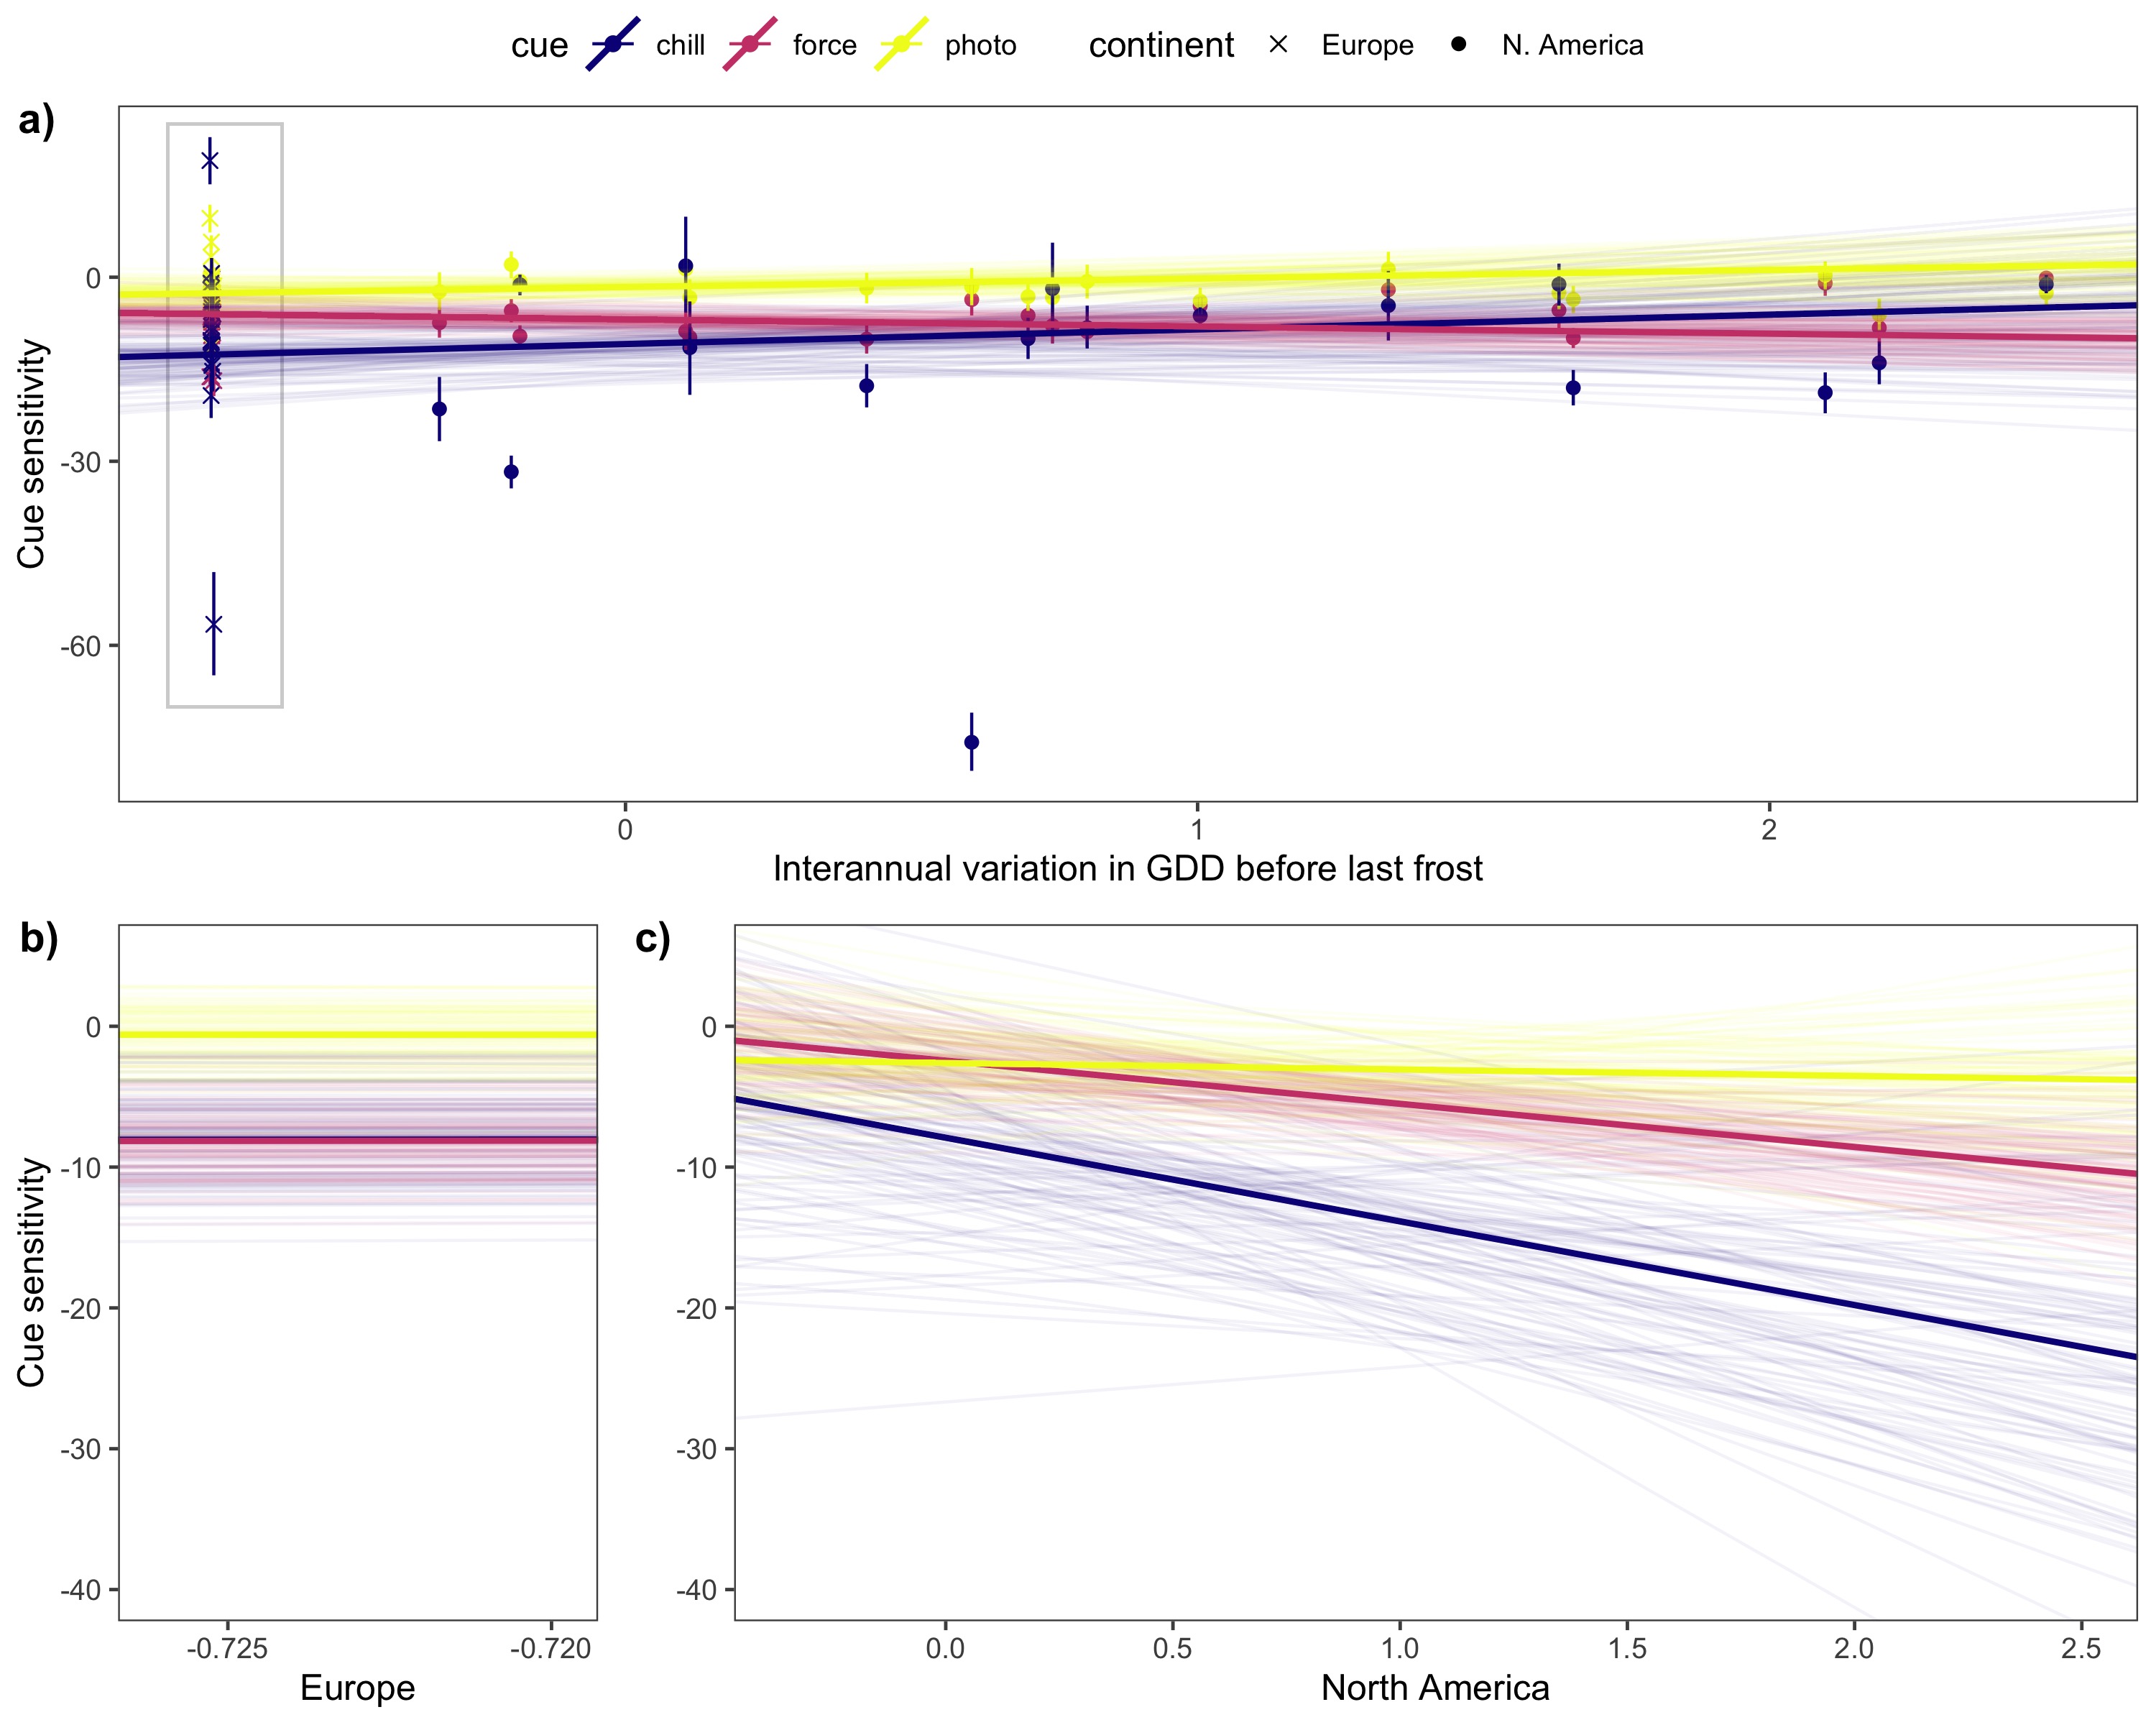 cue chill force photo continent Europe N. America
a)
Cue sensitivity
0
-30
-60
0 1 2
Interannual variation in GDD before last frost
b)
Cue sensitivity
0
-10
-20
-30
-40
-0.725 -0.720
Europe
c)
0
-10
-20
-30
-40
0.0 0.5 1.0 1.5 2.0 2.5
North America